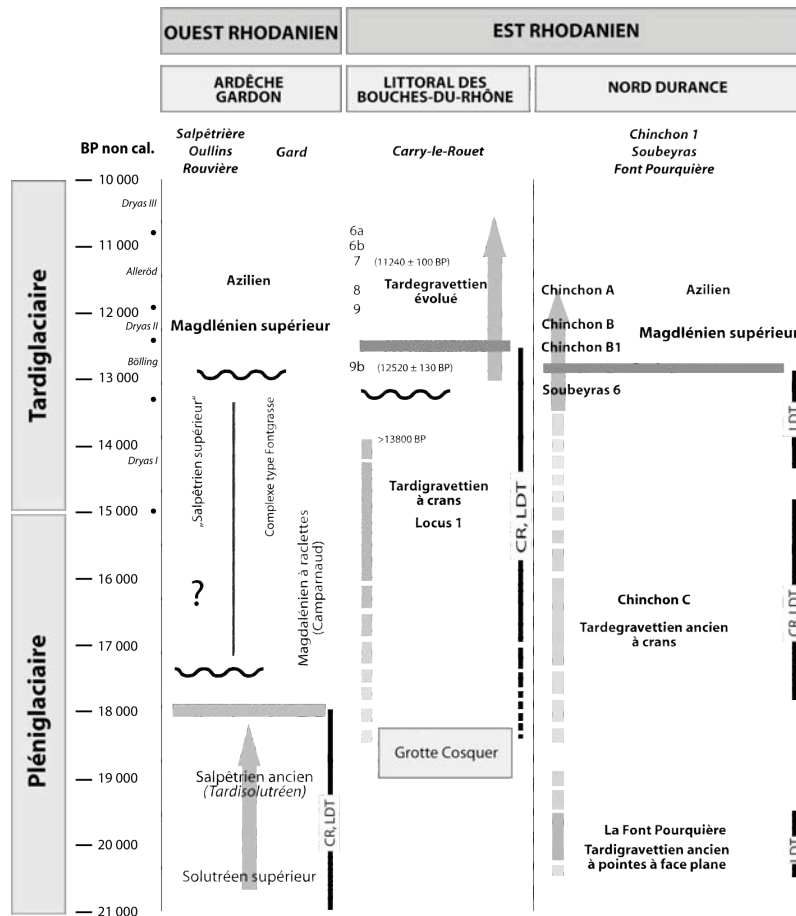 OUEST RHODANIEN
EST RHODANIEN
ARDÈCHE
GARDON
LITTORAL DES
BOUCHES-DU-RHÔNE
NORD DURANCE
BP non cal.
Salpêtrière
Oullins
Rouvière
Gard
Carry-le-Rouet
Chinchon 1
Soubeyras
Font Pourquière
Tardiglaciaire
Pléniglaciaire
10 000
Dryas III
11 000
Alleröd
12 000
Dryas II
Bölling
13 000
14 000
Dryas I
15 000
16 000
17 000
18 000
19 000
20 000
21 000
Azilien
Magdlénien supérieur
„Salpêtrien supérieur"
Complexe type Fontgrasse
Magdalénien à raclettes
(Camparnaud)
?
Salpêtrien ancien
(Tardisolutréen)
Solutréen supérieur
CR, LDT
6a
6b
7 (11240 ± 100 BP)
8
Tardegravettien
évolué
9
9b (12520 ± 130 BP)
>13800 BP
Tardigravettien
à crans
Locus 1
CR, LDT
Grotte Cosquer
Chinchon A
Azilien
Chinchon B
Magdlénien supérieur
Chinchon B1
Soubeyras 6
LDT
Chinchon C
Tardegravettien ancien
à crans
CR, LDT
La Font Pourquière
Tardigravettien ancien
à pointes à face plane
LDT